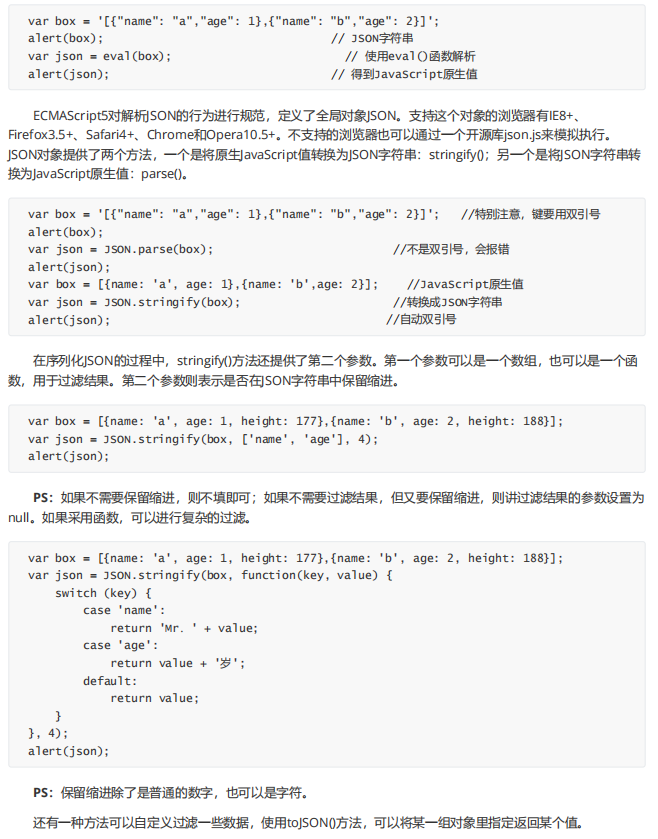 var box = '[{"name": "a","age": 1},{"name": "b","age": 2}]';
alert(box); // JSON字符串
var json = eval(box); // 使用eval()函数解析
alert(json); // 得到JavaScript原生值
ECMAScript5对解析JSON的行为进行规范，定义了全局对象JSON。支持这个对象的浏览器有IE8+、
Firefox3.5+、Safari4+、Chrome和Opera10.5+。不支持的浏览器也可以通过一个开源库json.js来模拟执行。
JSON对象提供了两个方法，一个是将原生JavaScript值转换为JSON字符串：stringify()；另一个是将JSON字符串转
换为JavaScript原生值：parse()。
var box = '[{"name": "a","age": 1},{"name": "b","age": 2}]'; //特别注意，键要用双引号
alert(box);
var json = JSON.parse(box); //不是双引号，会报错
alert(json);
var box = [{name: 'a', age: 1},{name: 'b',age: 2}]; //JavaScript原生值
var json = JSON.stringify(box); //转换成JSON字符串
alert(json); //自动双引号
在序列化JSON的过程中，stringify()方法还提供了第二个参数。第一个参数可以是一个数组，也可以是一个函
数，用于过滤结果。第二个参数则表示是否在JSON字符串中保留缩进。
var box = [{name: 'a', age: 1, height: 177},{name: 'b', age: 2, height: 188}];
var json = JSON.stringify(box, ['name', 'age'], 4);
alert(json);
PS：如果不需要保留缩进，则不填即可；如果不需要过滤结果，但又要保留缩进，则讲过滤结果的参数设置为
null。如果采用函数，可以进行复杂的过滤。
var box = [{name: 'a', age: 1, height: 177},{name: 'b', age: 2, height: 188}];
var json = JSON.stringify(box, function(key, value) {
switch (key) {
case 'name':
return 'Mr. ' + value;
case 'age':
return value + '岁';
default:
return value;
}
}, 4);
alert(json);
PS：保留缩进除了是普通的数字，也可以是字符。
还有一种方法可以自定义过滤一些数据，使用toJSON()方法，可以将某一组对象里指定返回某个值。